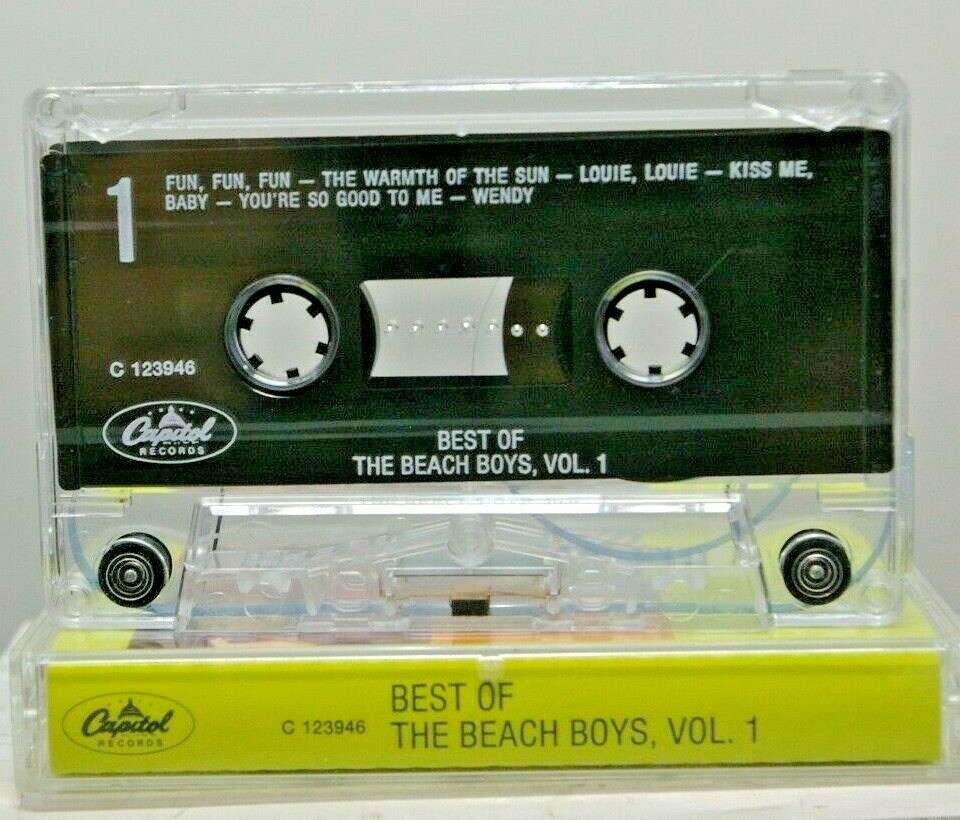 1
FUN, FUN, FUN – THE WARMTH OF THE SUN – LOUIE, LOUIE – KISS ME,
BABY – YOU'RE SO GOOD TO ME – WENDY
C 123946
Capitol
RECORDS
BEST OF
THE BEACH BOYS, VOL. 1
Capitol
RECORDS
C 123946
BEST OF
THE BEACH BOYS, VOL. 1